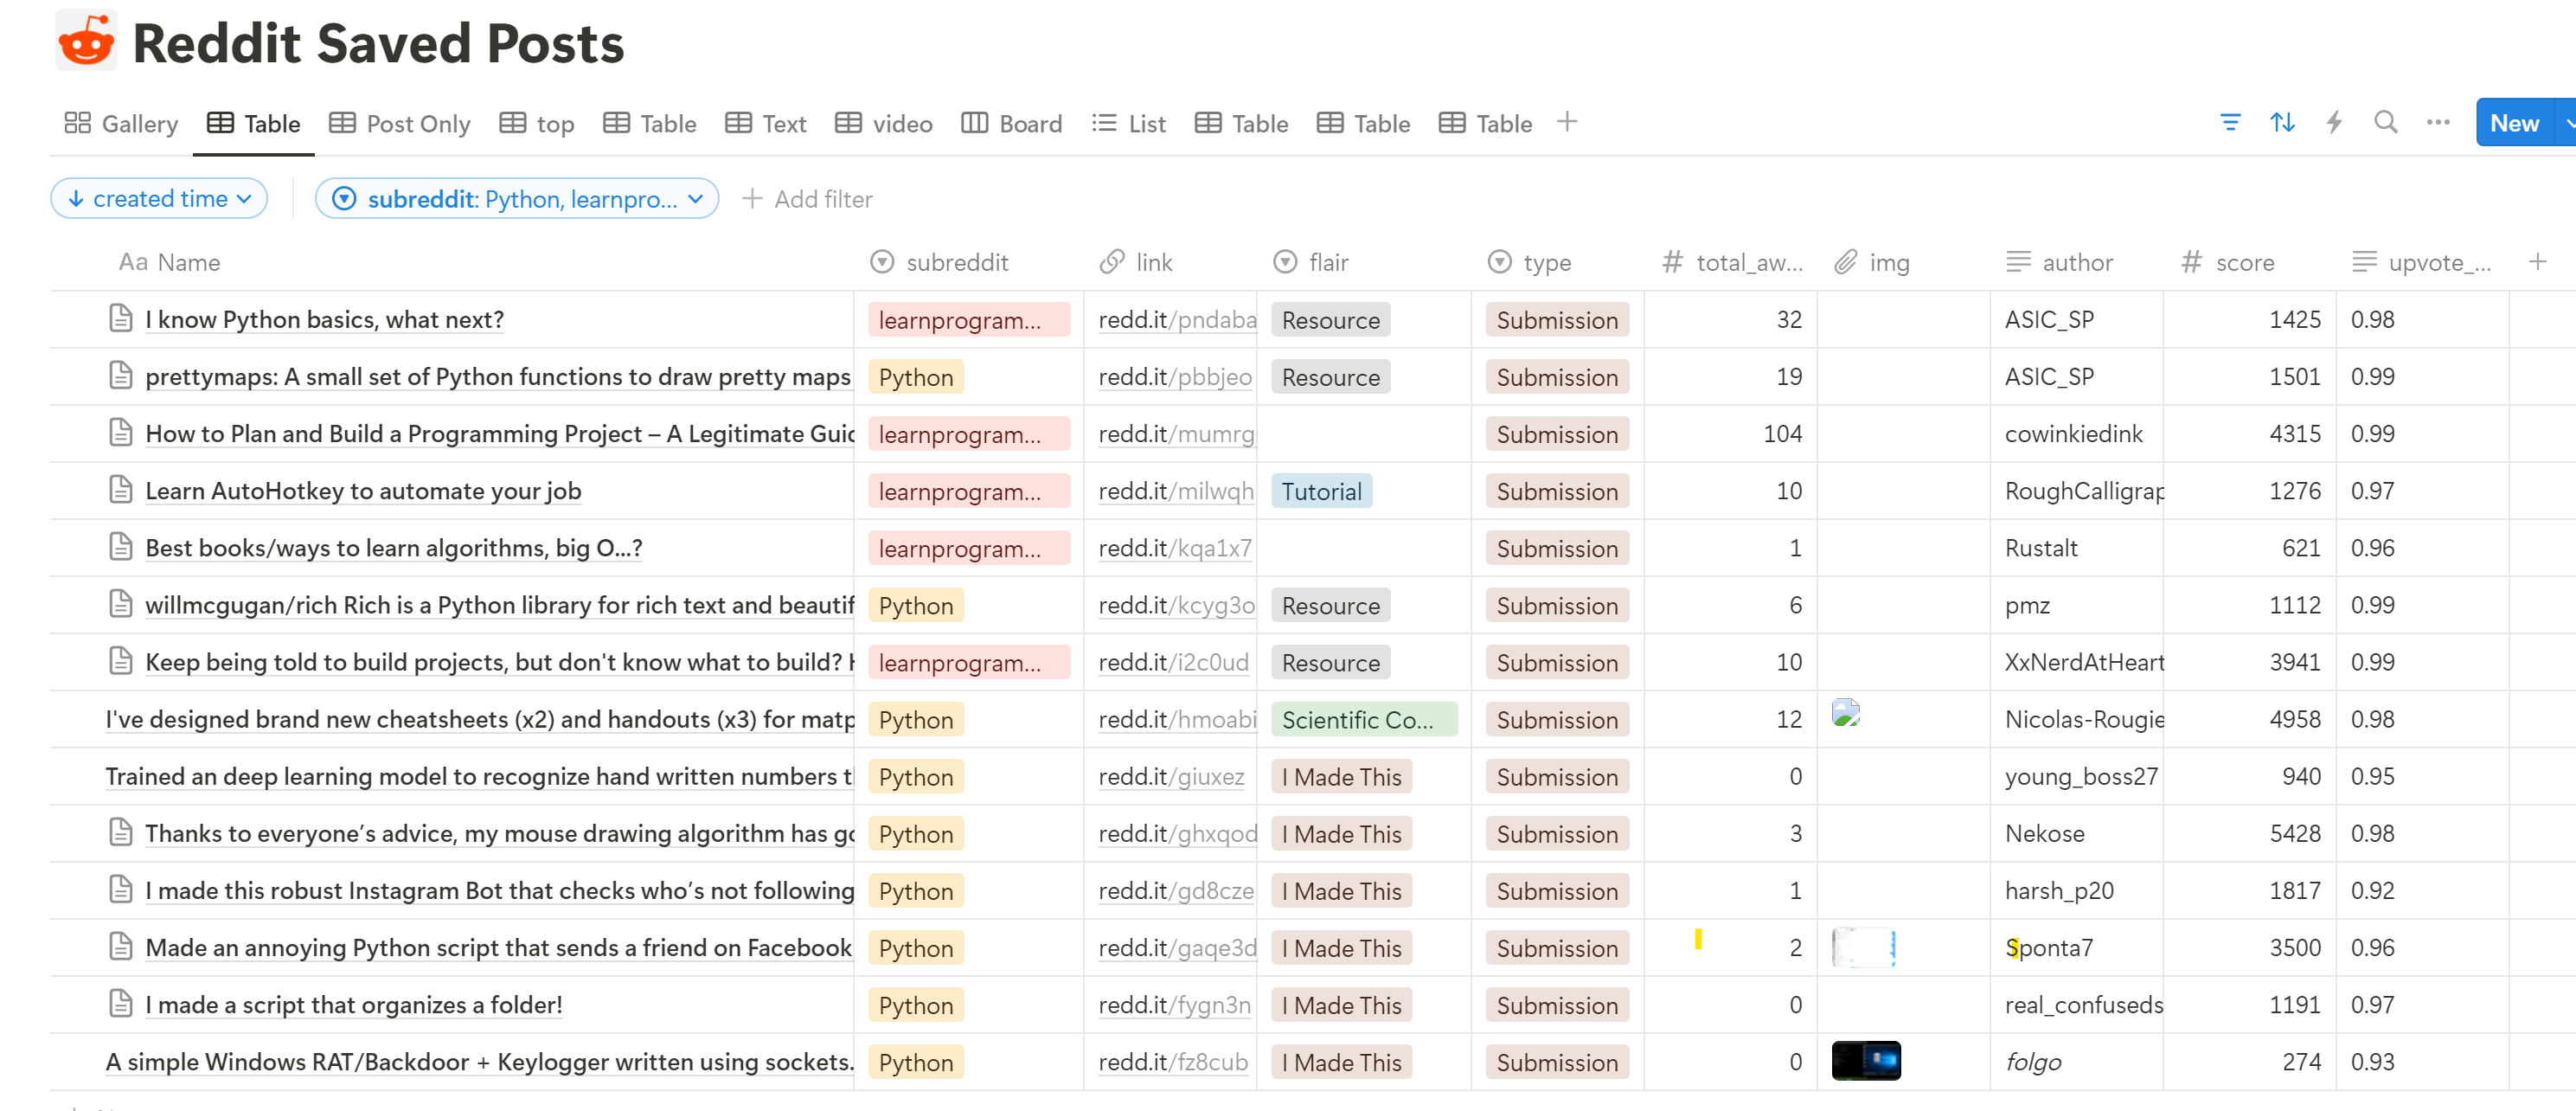 Reddit Saved Posts
Gallery Table Post Only top Table Text video Board List Table Table Table New
created time subreddit: Python, learnpro... Add filter
Aa Name subreddit link flair type # total_aw... img author # score upvote_...
I know Python basics, what next? learnprogram... redd.it/pndaba Resource Submission 32 ASIC_SP 1425 0.98
prettymaps: A small set of Python functions to draw pretty maps Python redd.it/pbbjeo Resource Submission 19 ASIC_SP 1501 0.99
How to Plan and Build a Programming Project – A Legitimate Guid learnprogram... redd.it/mumrg Submission 104 cowinkiedink 4315 0.99
Learn AutoHotkey to automate your job learnprogram... redd.it/milwqh Tutorial Submission 10 RoughCalligrap 1276 0.97
Best books/ways to learn algorithms, big O...? learnprogram... redd.it/kqa1x7 Submission 1 Rustalt 621 0.96
willmcgugan/rich Rich is a Python library for rich text and beautif Python redd.it/kcyg3o Resource Submission 6 pmz 1112 0.99
Keep being told to build projects, but don't know what to build? H learnprogram... redd.it/i2c0ud Resource Submission 10 XxNerdAtHeart 3941 0.99
I've designed brand new cheatsheets (x2) and handouts (x3) for matp Python redd.it/hmoabi Scientific Co... Submission 12 Nicolas-Rougie 4958 0.98
Trained an deep learning model to recognize hand written numbers t Python redd.it/giuxez I Made This Submission 0 young_boss27 940 0.95
Thanks to everyone’s advice, my mouse drawing algorithm has go Python redd.it/ghxqod I Made This Submission 3 Nekose 5428 0.98
I made this robust Instagram Bot that checks who’s not following Python redd.it/gd8cze I Made This Submission 1 harsh_p20 1817 0.92
Made an annoying Python script that sends a friend on Facebook Python redd.it/gaqe3d I Made This Submission 2 Sponta7 3500 0.96
I made a script that organizes a folder! Python redd.it/fygn3n I Made This Submission 0 real_confuseds 1191 0.97
A simple Windows RAT/Backdoor + Keylogger written using sockets. Python redd.it/fz8cub I Made This Submission 0 folgo 274 0.93